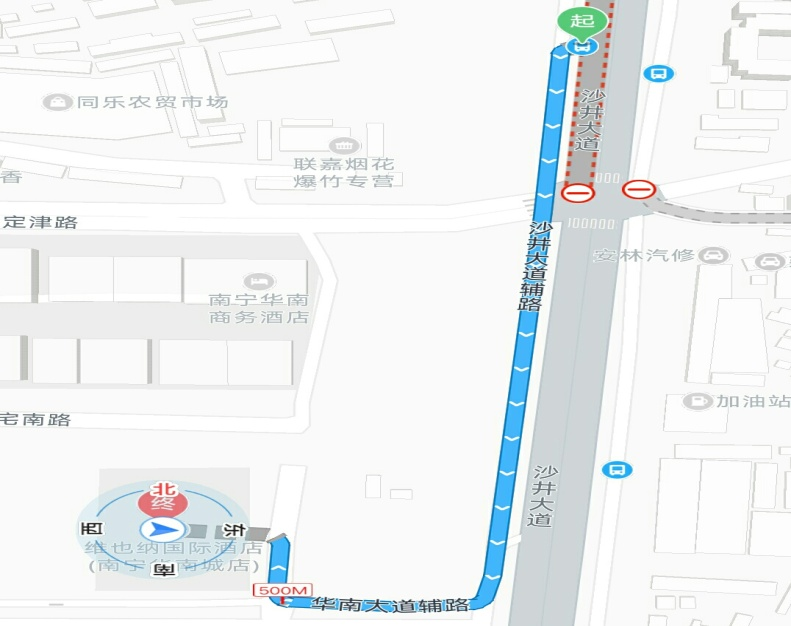 起
沙井大道
同乐农贸市场
联嘉烟花
爆竹专营
香
定津路
沙井大道辅路
安林汽修
南宁华南
商务酒店
加油站
宅南路
沙井大道
北
终
西
东
维也纳国际酒店
(南宁华南城店)
南
500M
华南大道辅路